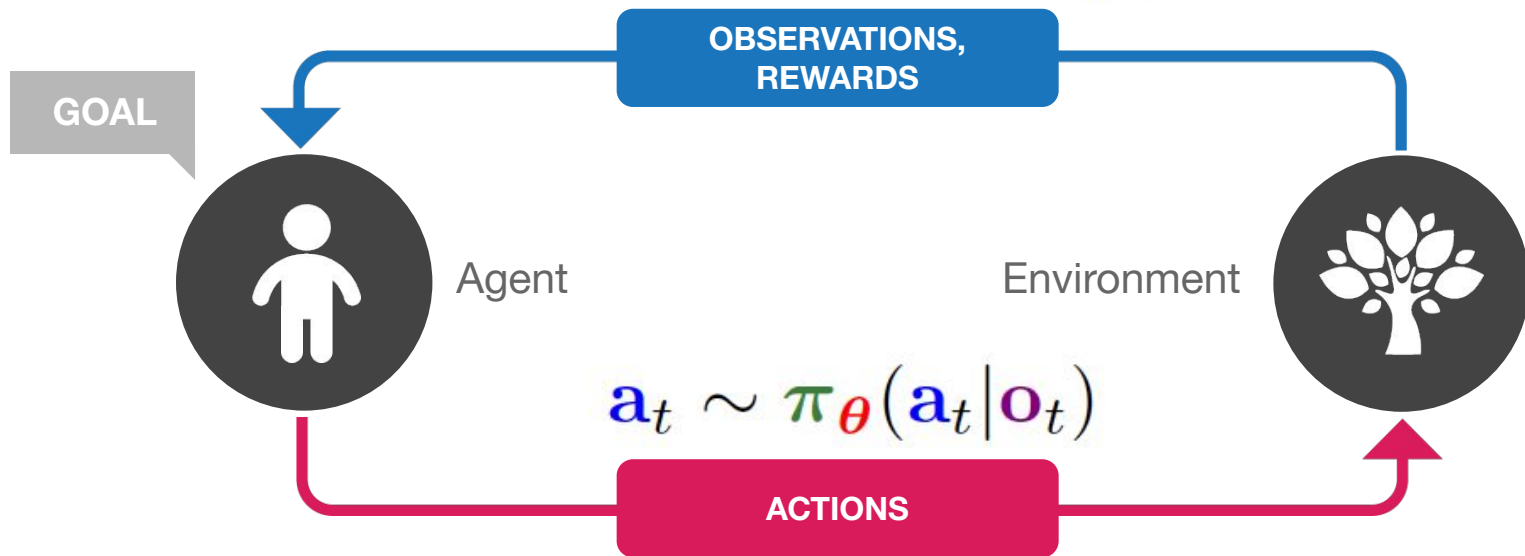 OBSERVATIONS,
REWARDS
GOAL
Agent
Environment
𝐚ₜ ∼ 𝛑_𝛉(𝐚ₜ|𝐨ₜ)
ACTIONS